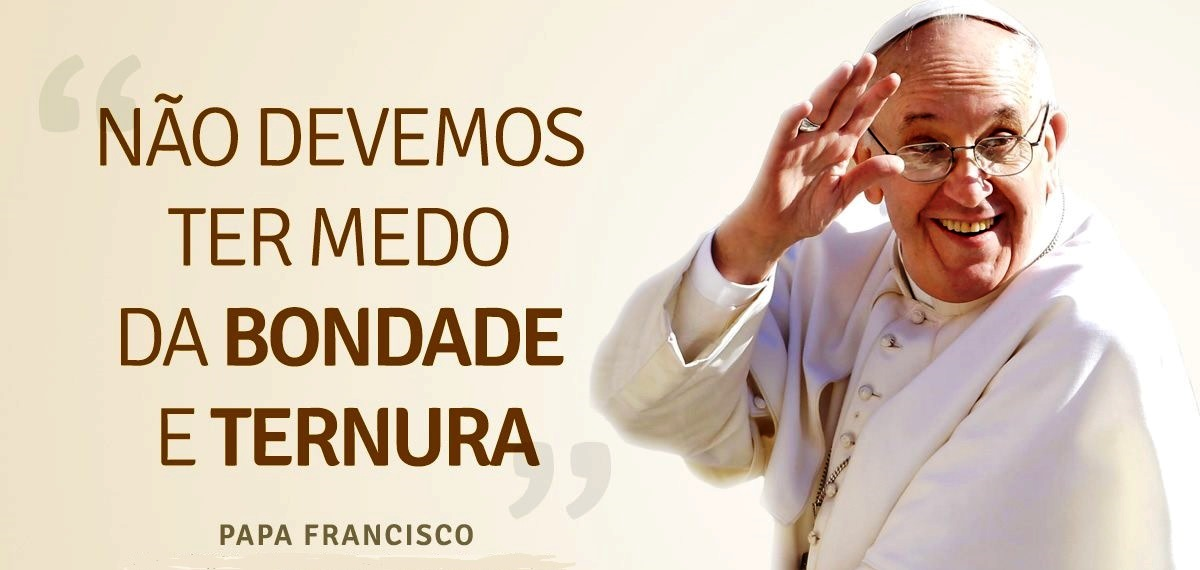 “
NÃO DEVEMOS
TER MEDO
DA BONDADE
E TERNURA
”
PAPA FRANCISCO